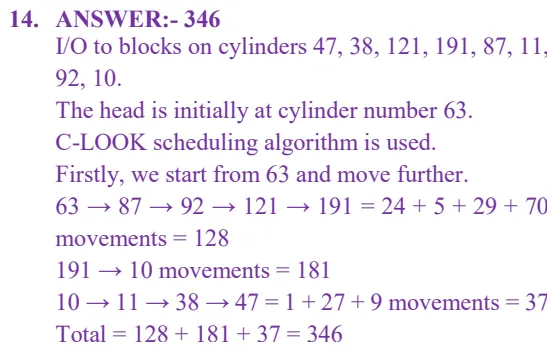 14. ANSWER:- 346
I/O to blocks on cylinders 47, 38, 121, 191, 87, 11,
92, 10.
The head is initially at cylinder number 63.
C-LOOK scheduling algorithm is used.
Firstly, we start from 63 and move further.
63 → 87 → 92 → 121 → 191 = 24 + 5 + 29 + 70
movements = 128
191 → 10 movements = 181
10 → 11 → 38 → 47 = 1 + 27 + 9 movements = 37
Total = 128 + 181 + 37 = 346